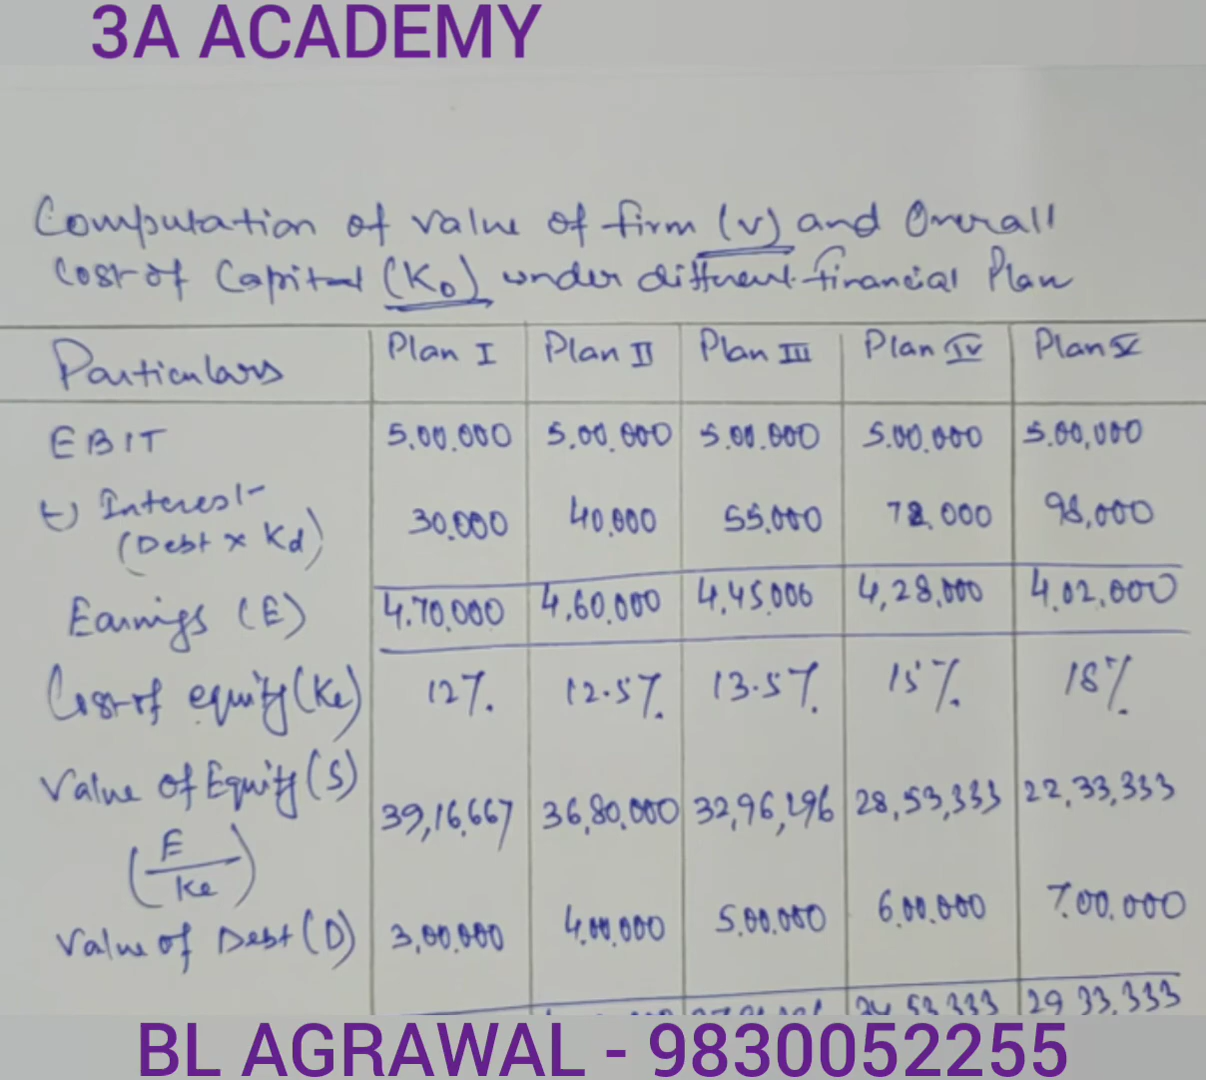 3A ACADEMY
Computation of value of firm (V) and Overall
Cost of Capital (Ko) under different financial Plan
Particulars Plan I Plan II Plan III Plan IV Plan V
EBIT 5,00,000 5,00,000 5,00,000 5,00,000 5,00,000
(-) Interest 30,000 40,000 55,000 72,000 98,000
(Debt x Kd)
Earnings (E) 4,70,000 4,60,000 4,45,000 4,28,000 4,02,000
Cost of equity (Ke) 12% 12.5% 13.5% 15% 18%
Value of Equity (S) 39,16,667 36,80,000 32,96,296 28,53,333 22,33,333
(E
Ke)
Value of Debt (D) 3,00,000 4,00,000 5,00,000 6,00,000 7,00,000
34 53,333 29 33,333
BL AGRAWAL - 9830052255